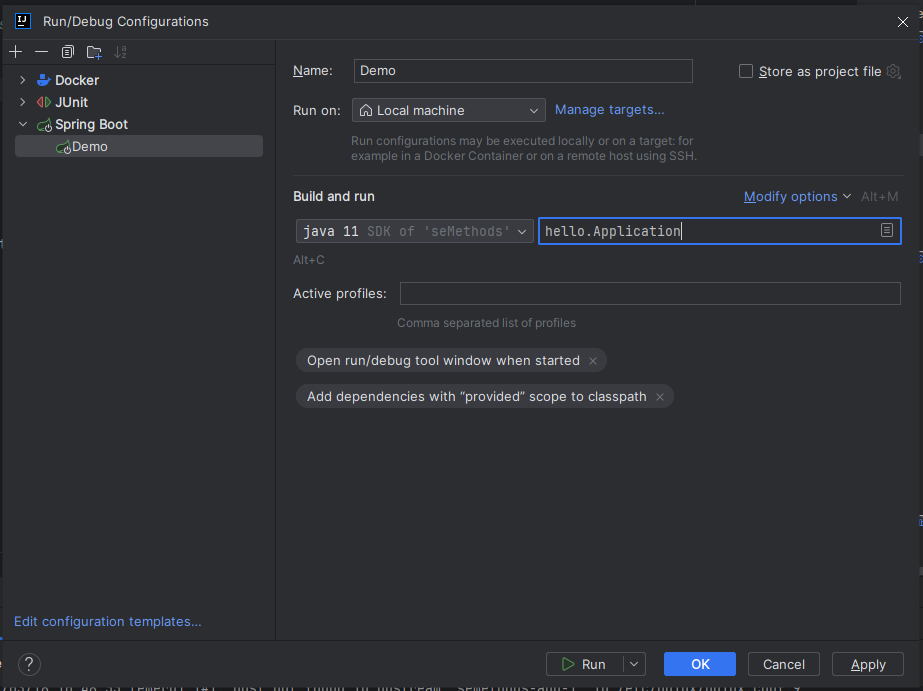 Run/Debug Configurations
Docker
JUnit
Spring Boot
Demo
Edit configuration templates...
Name: Demo
Store as project file
Run on: Local machine Manage targets...
Run configurations may be executed locally or on a target: for
example in a Docker Container or on a remote host using SSH.
Build and run
Modify options Alt+M
java 11 SDK of 'seMethods' hello.Application
Alt+C
Active profiles:
Comma separated list of profiles
Open run/debug tool window when started ×
Add dependencies with “provided” scope to classpath ×
? Run OK Cancel Apply